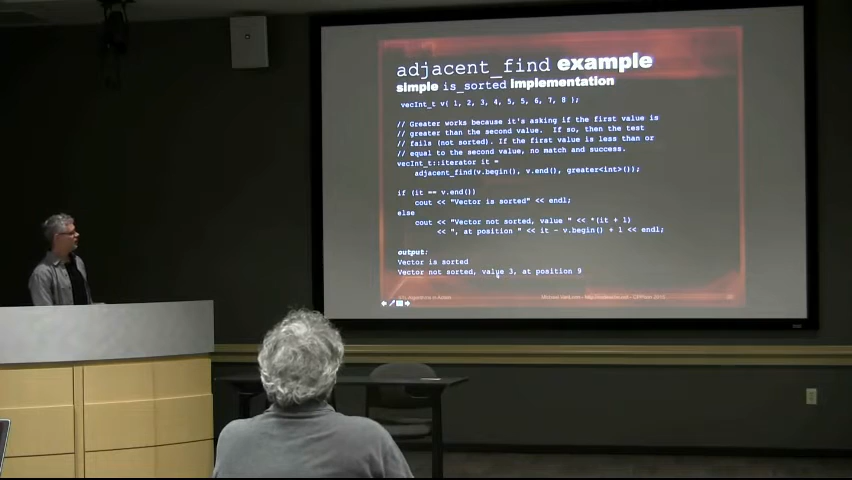 adjacent_find example
simple is_sorted implementation
vecInt_t v{ 1, 2, 3, 4, 5, 5, 6, 7, 8 };
// Greater works because it's asking if the first value is
// greater than the second value. If so, then the test
// fails (not sorted). If the first value is less than or
// equal to the second value, no match and success.
vecInt_t::iterator it =
adjacent_find(v.begin(), v.end(), greater<int>());
if (it == v.end())
cout << "Vector is sorted" << endl;
else
cout << "Vector not sorted, value " << *(it + 1)
<< ", at position " << it - v.begin() + 1 << endl;
output:
Vector is sorted
Vector not sorted, value 3, at position 9
STL Algorithms in Action